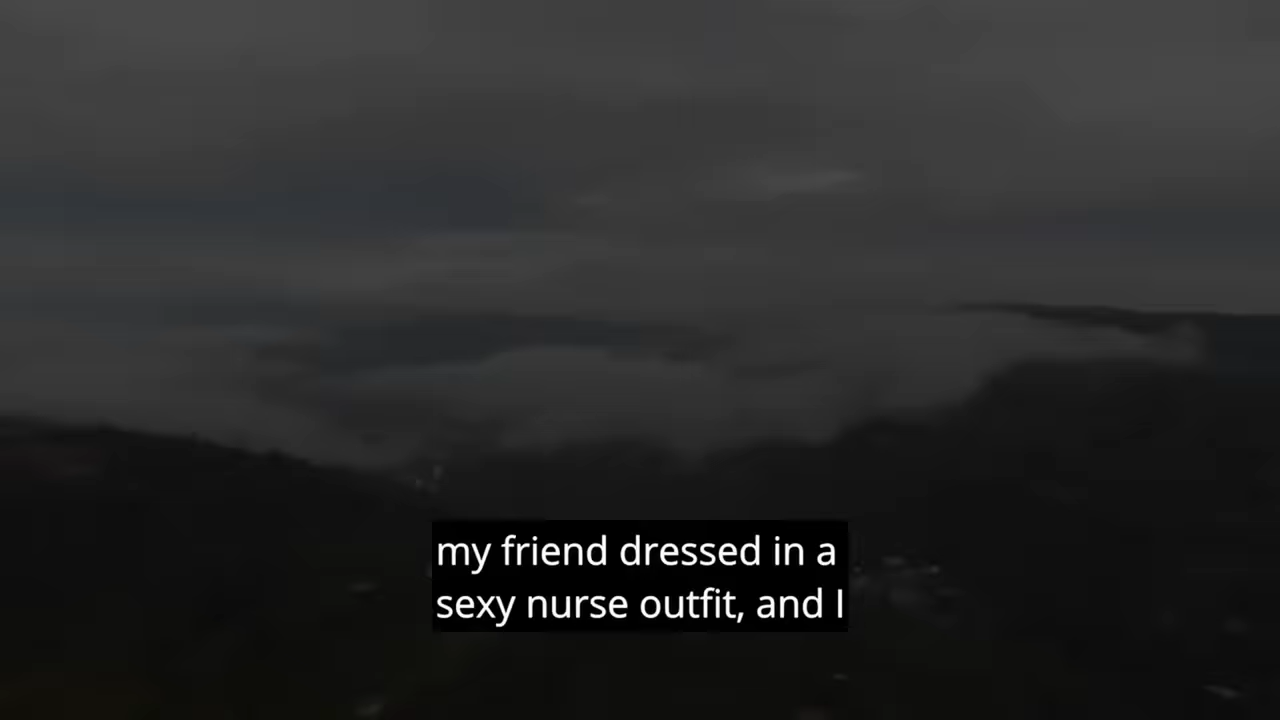 my friend dressed in a
sexy nurse outfit, and I